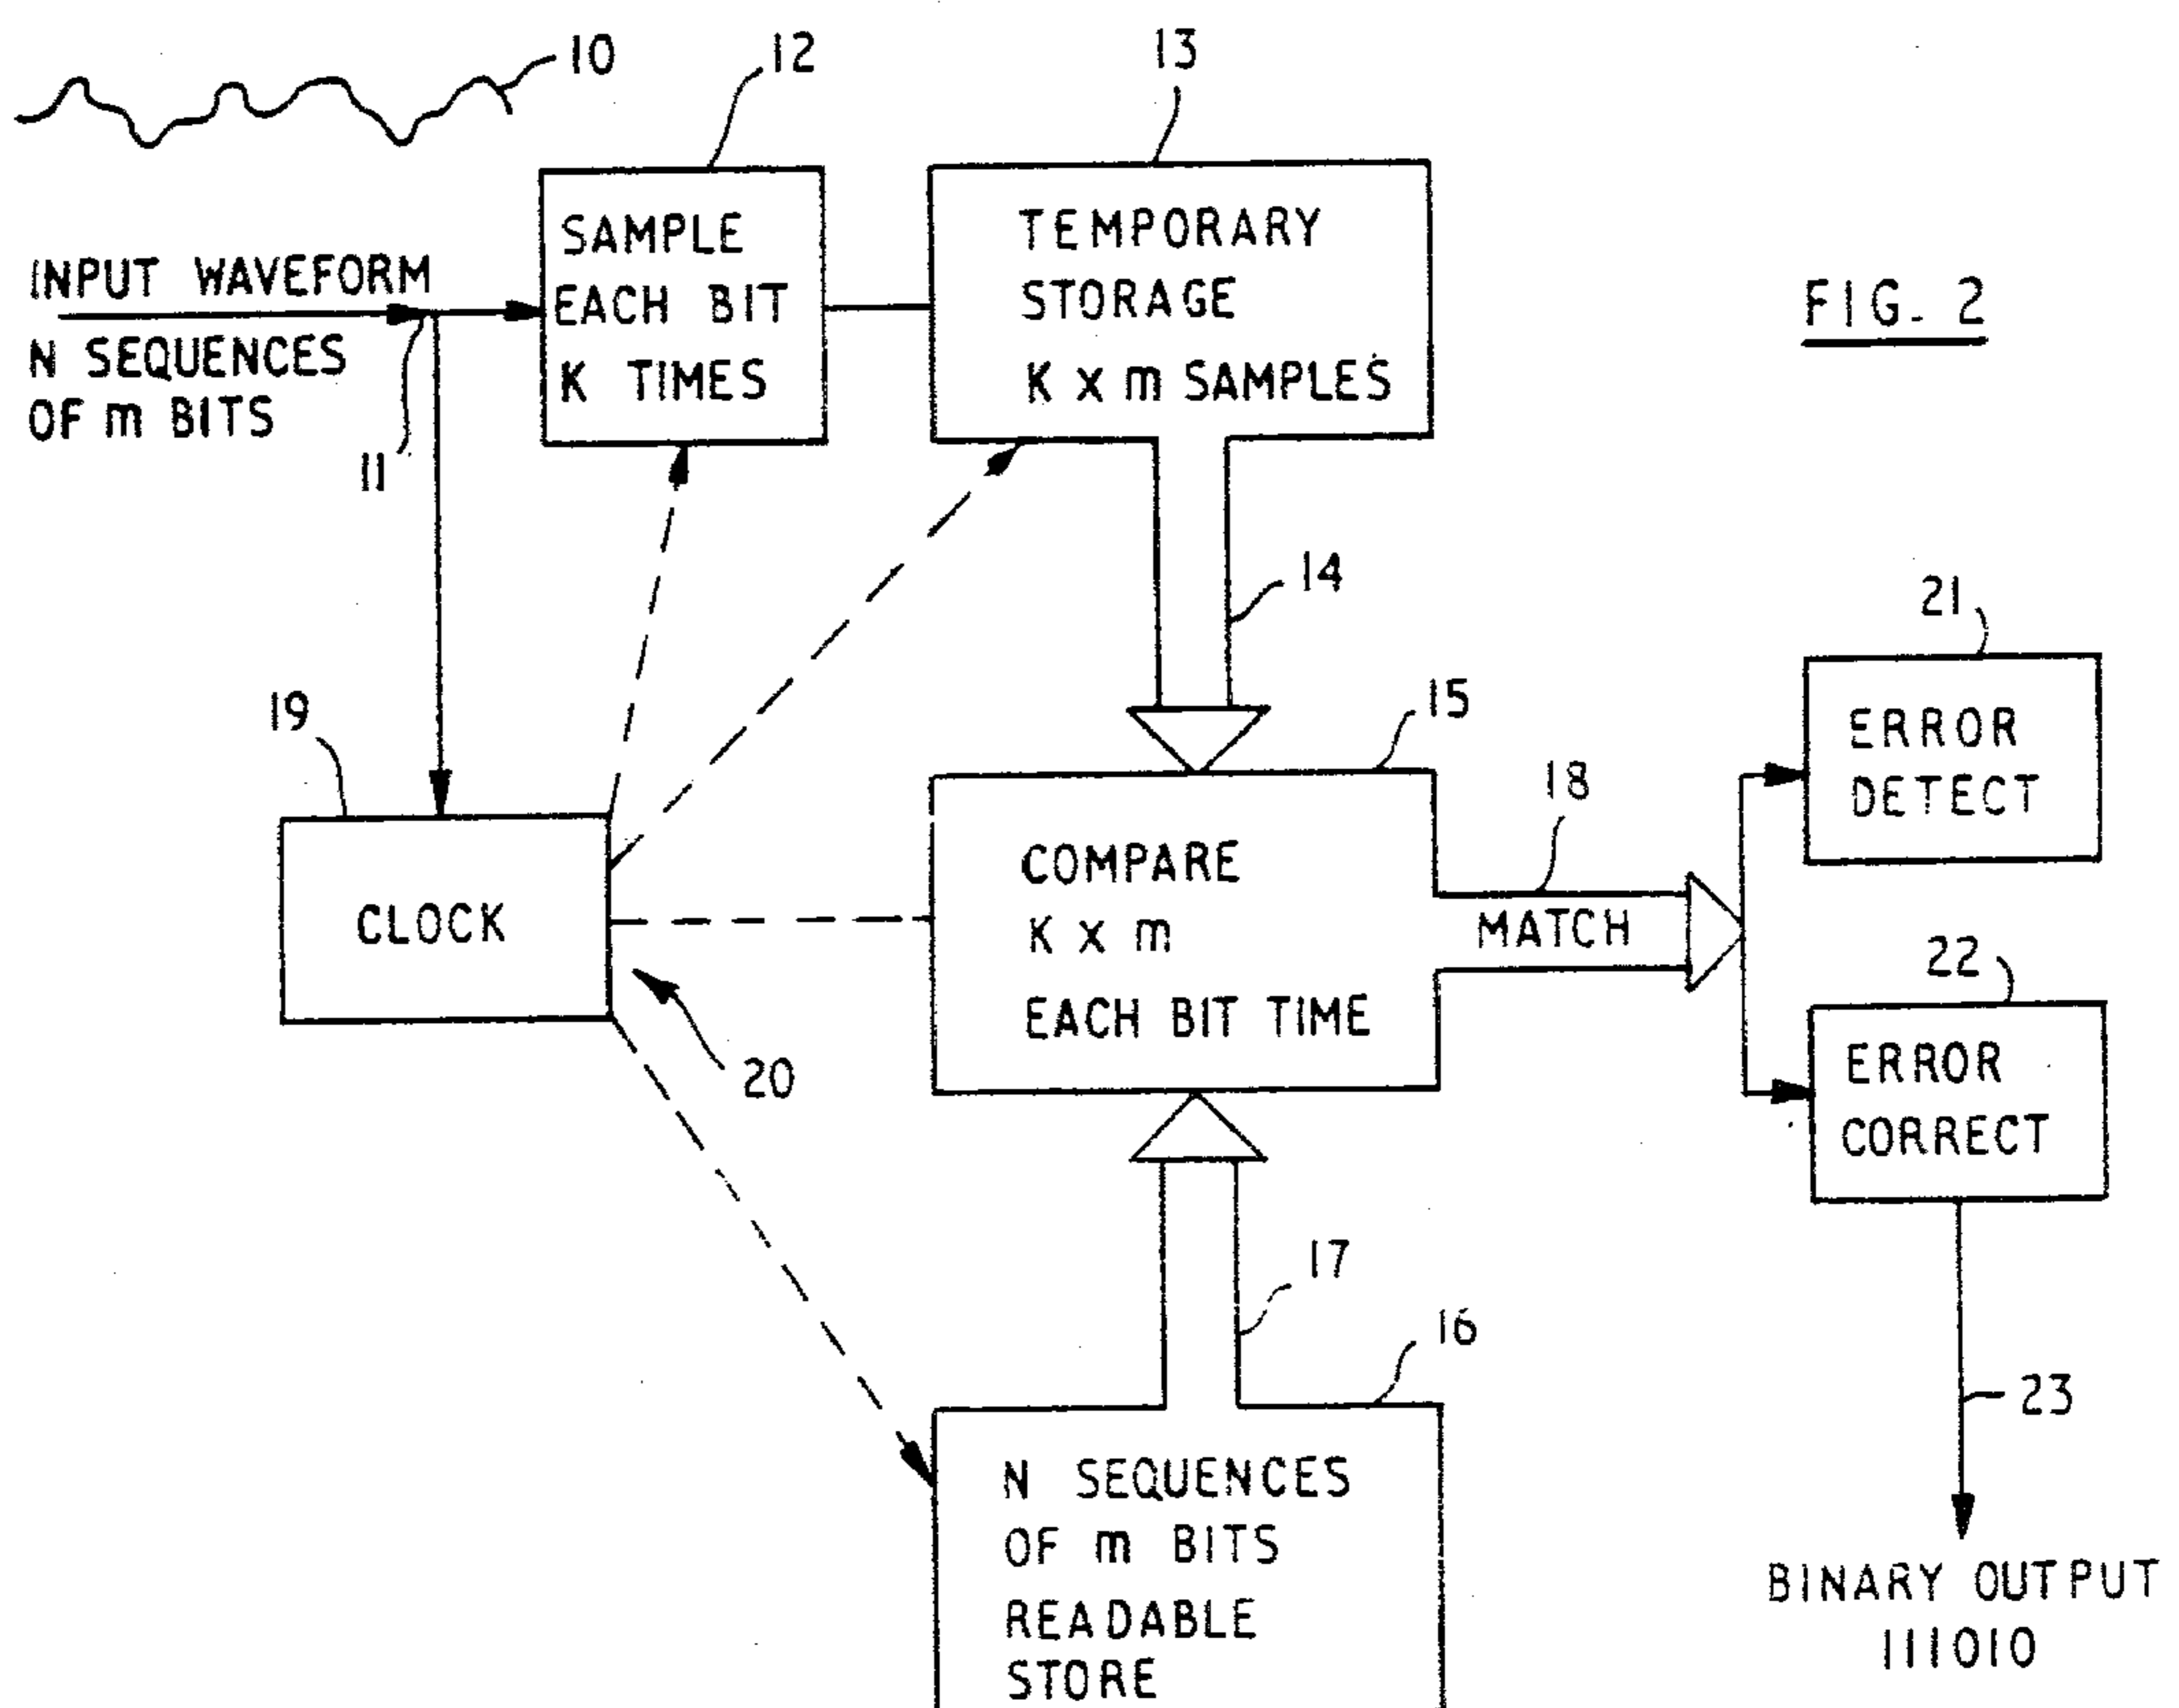 10
12
13
SAMPLE
EACH BIT
K TIMES
TEMPORARY
STORAGE
K x m SAMPLES
INPUT WAVEFORM
N SEQUENCES
OF m BITS
11
FIG. 2
14
19
CLOCK
20
15
COMPARE
K x m
EACH BIT TIME
18
MATCH
21
ERROR
DETECT
22
ERROR
CORRECT
17
16
N SEQUENCES
OF m BITS
READABLE
STORE
23
BINARY OUTPUT
111010